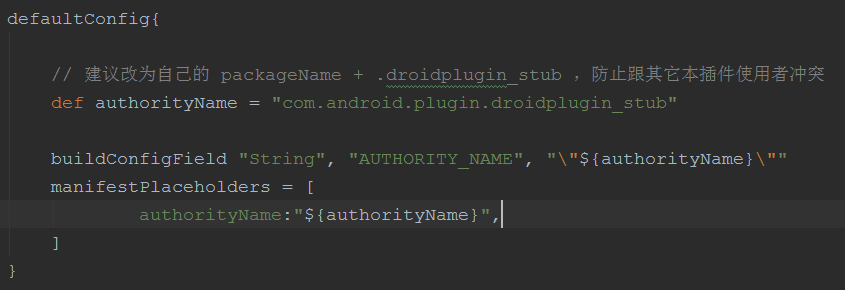 defaultConfig{
// 建议改为自己的 packageName + .droidplugin_stub ，防止跟其它本插件使用者冲突
def authorityName = "com.android.plugin.droidplugin_stub"
buildConfigField "String", "AUTHORITY_NAME", "\"${authorityName}\""
manifestPlaceholders = [
authorityName:"${authorityName}",
]
}